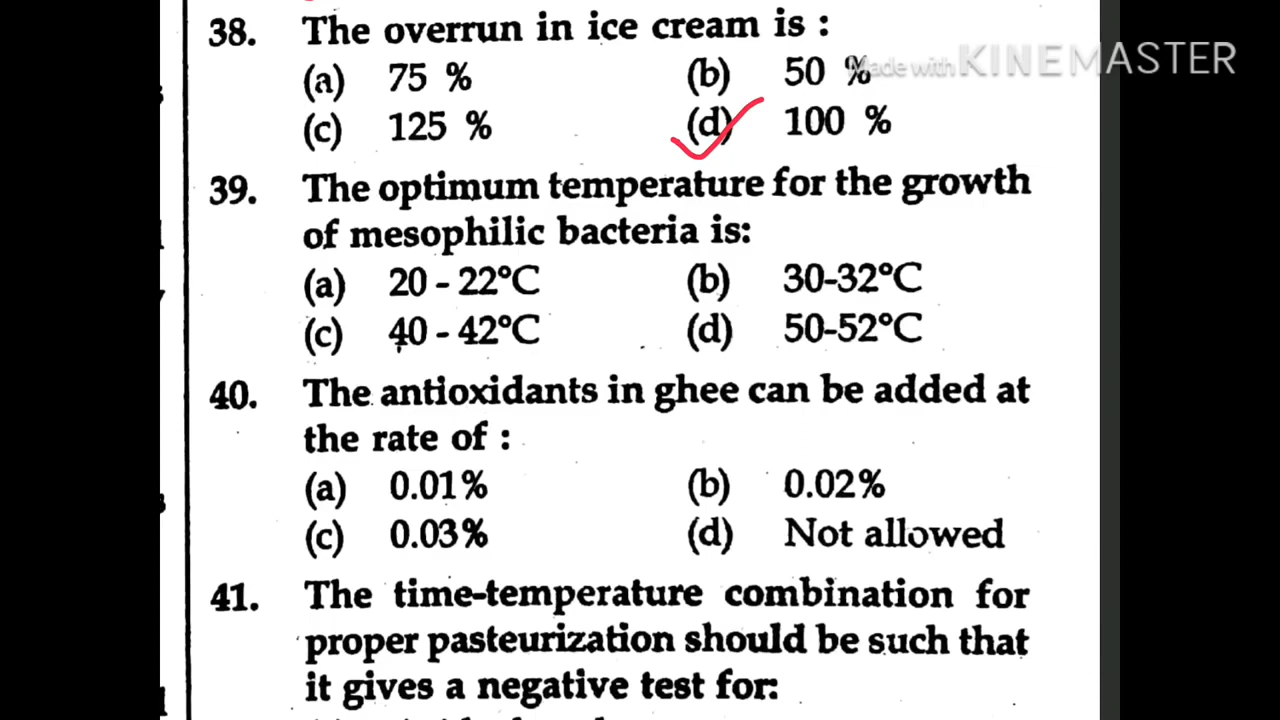 Made with KINEMASTER
38. The overrun in ice cream is :
(a) 75 % (b) 50 %
(c) 125 % (d) 100 %
39. The optimum temperature for the growth
of mesophilic bacteria is:
(a) 20 - 22°C (b) 30-32°C
(c) 40 - 42°C (d) 50-52°C
40. The antioxidants in ghee can be added at
the rate of :
(a) 0.01% (b) 0.02%
(c) 0.03% (d) Not allowed
41. The time-temperature combination for
proper pasteurization should be such that
it gives a negative test for: